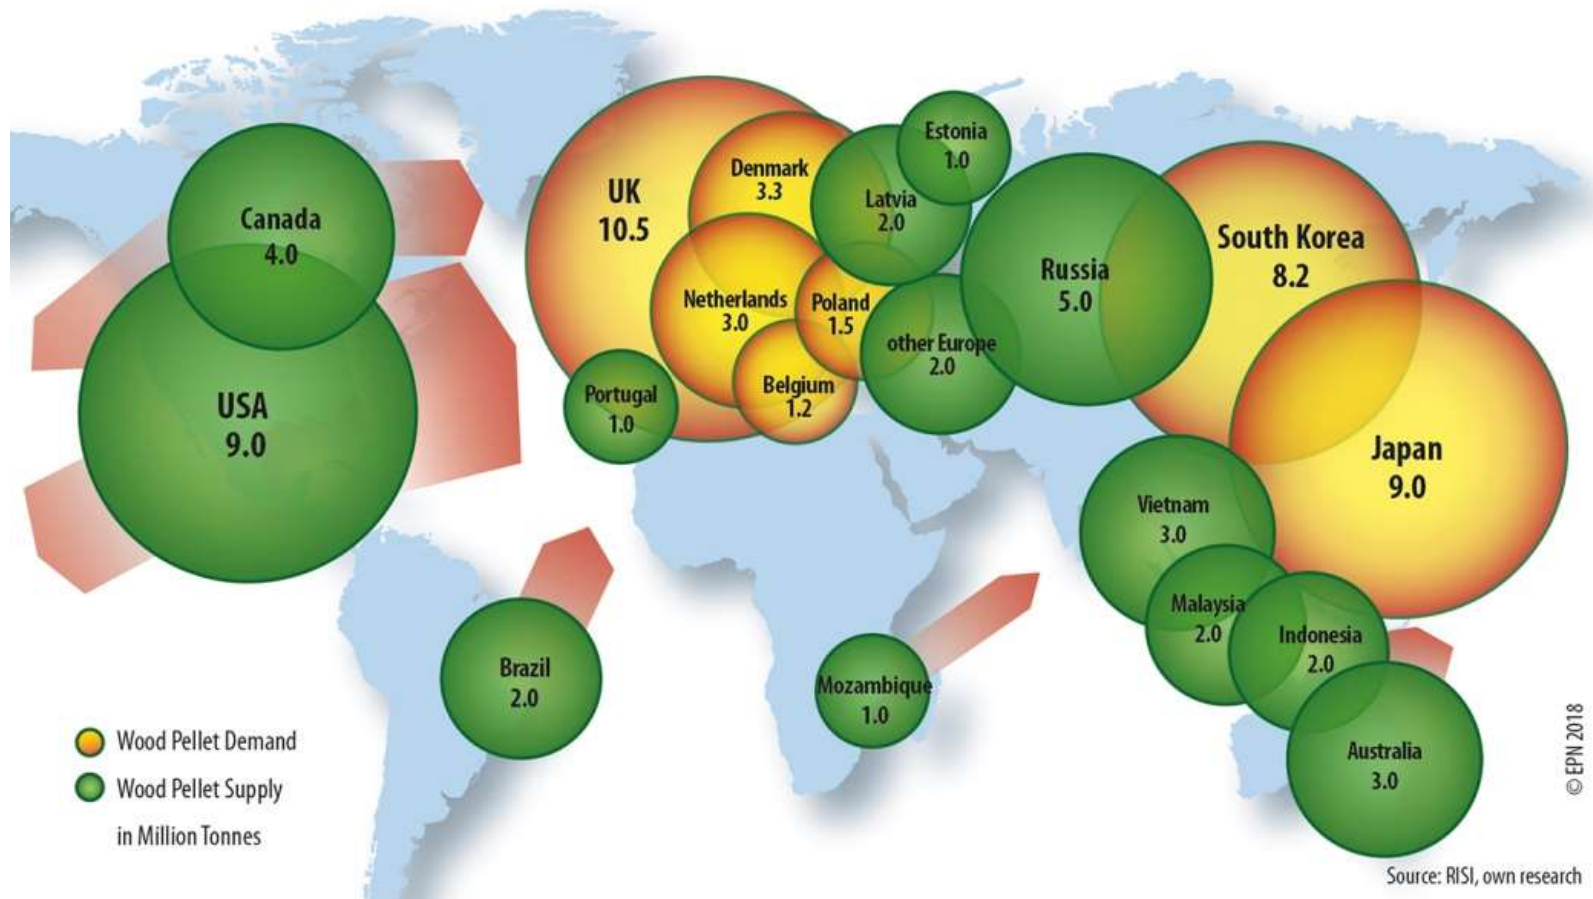 Canada
4.0
USA
9.0
UK
10.5
Denmark
3.3
Netherlands
3.0
Poland
1.5
Belgium
1.2
Portugal
1.0
Latvia
2.0
Estonia
1.0
other Europe
2.0
Russia
5.0
South Korea
8.2
Japan
9.0
Vietnam
3.0
Malaysia
2.0
Indonesia
2.0
Australia
3.0
Brazil
2.0
Mozambique
1.0
Wood Pellet Demand
Wood Pellet Supply
in Million Tonnes
© EPN 2018
Source: RISI, own research